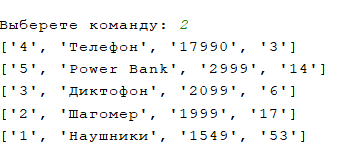 Выберете команду: 2
['4', 'Телефон', '17990', '3']
['5', 'Power Bank', '2999', '14']
['3', 'Диктофон', '2099', '6']
['2', 'Шагомер', '1999', '17']
['1', 'Наушники', '1549', '53']